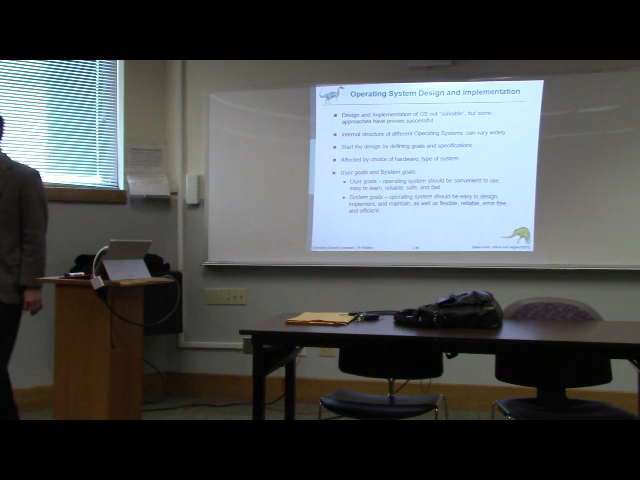 Operating System Design and Implementation
Design and Implementation of OS not "solvable", but some
approaches have proven successful
Internal structure of different Operating Systems can vary widely
Start the design by defining goals and specifications
Affected by choice of hardware, type of system
User goals and System goals
User goals – operating system should be convenient to use,
easy to learn, reliable, safe, and fast
System goals – operating system should be easy to design,
implement, and maintain, as well as flexible, reliable, error-free,
and efficient
Operating System Concepts